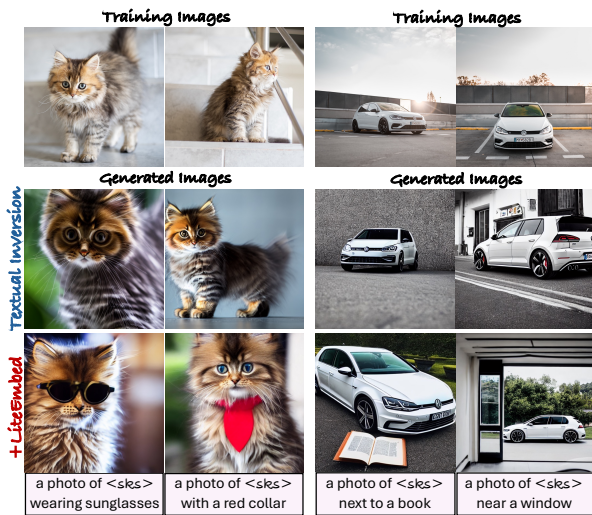 Training Images
Training Images
Generated Images
Generated Images
Textual Inversion
+ LiteEmbed
a photo of <sks>
wearing sunglasses
a photo of <sks>
with a red collar
a photo of <sks>
next to a book
a photo of <sks>
near a window